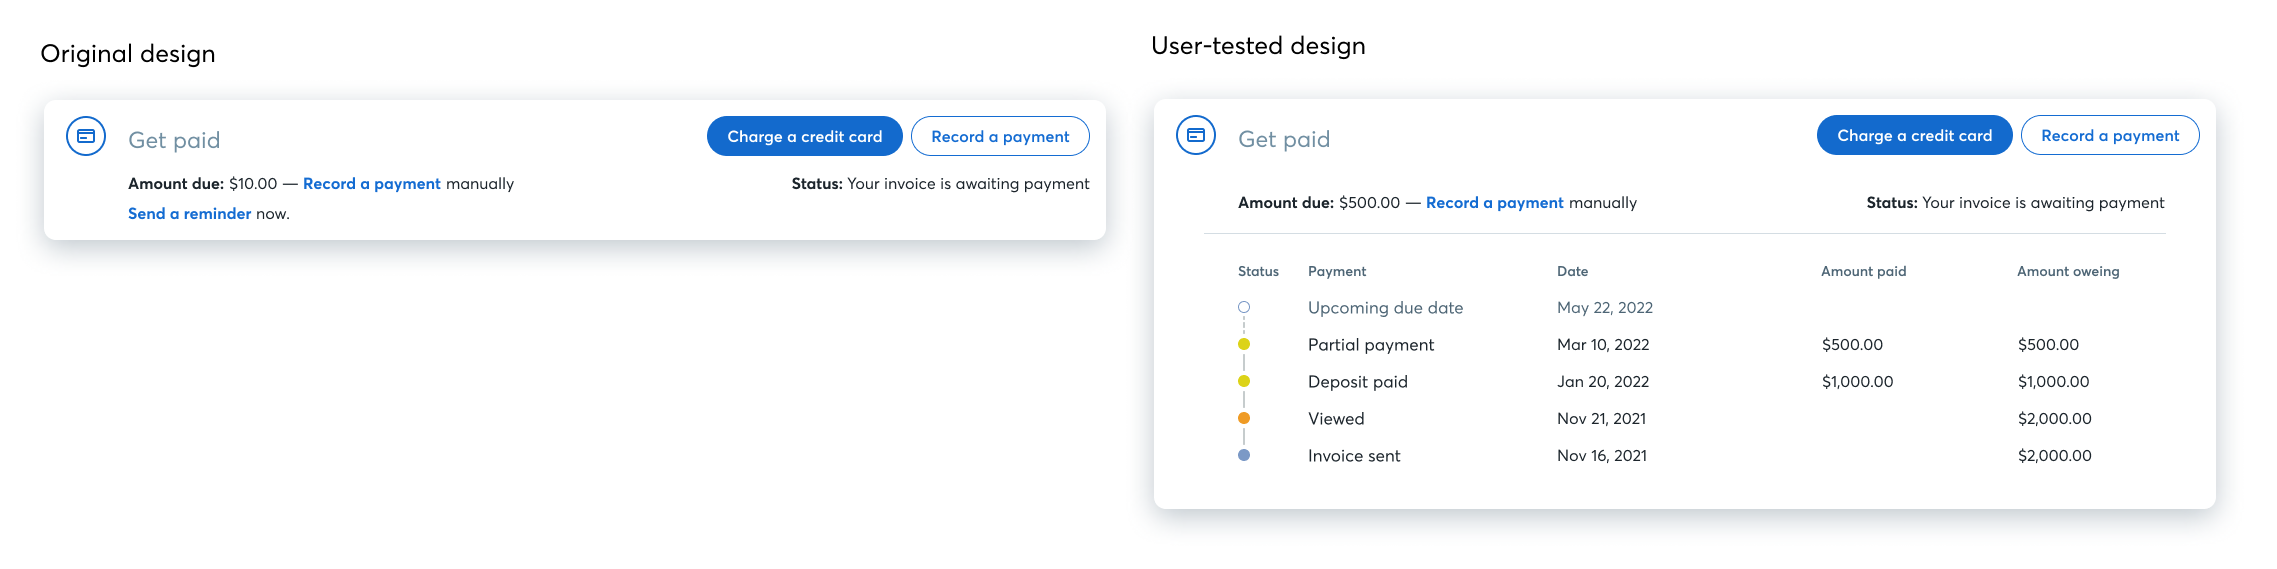 Original design
Get paid
Charge a credit card
Record a payment
Amount due: $10.00 — Record a payment manually
Status: Your invoice is awaiting payment
Send a reminder now.
User-tested design
Get paid
Charge a credit card
Record a payment
Amount due: $500.00 — Record a payment manually
Status: Your invoice is awaiting payment
Status Payment Date Amount paid Amount oweing
Upcoming due date May 22, 2022
Partial payment Mar 10, 2022 $500.00 $500.00
Deposit paid Jan 20, 2022 $1,000.00 $1,000.00
Viewed Nov 21, 2021 $2,000.00
Invoice sent Nov 16, 2021 $2,000.00